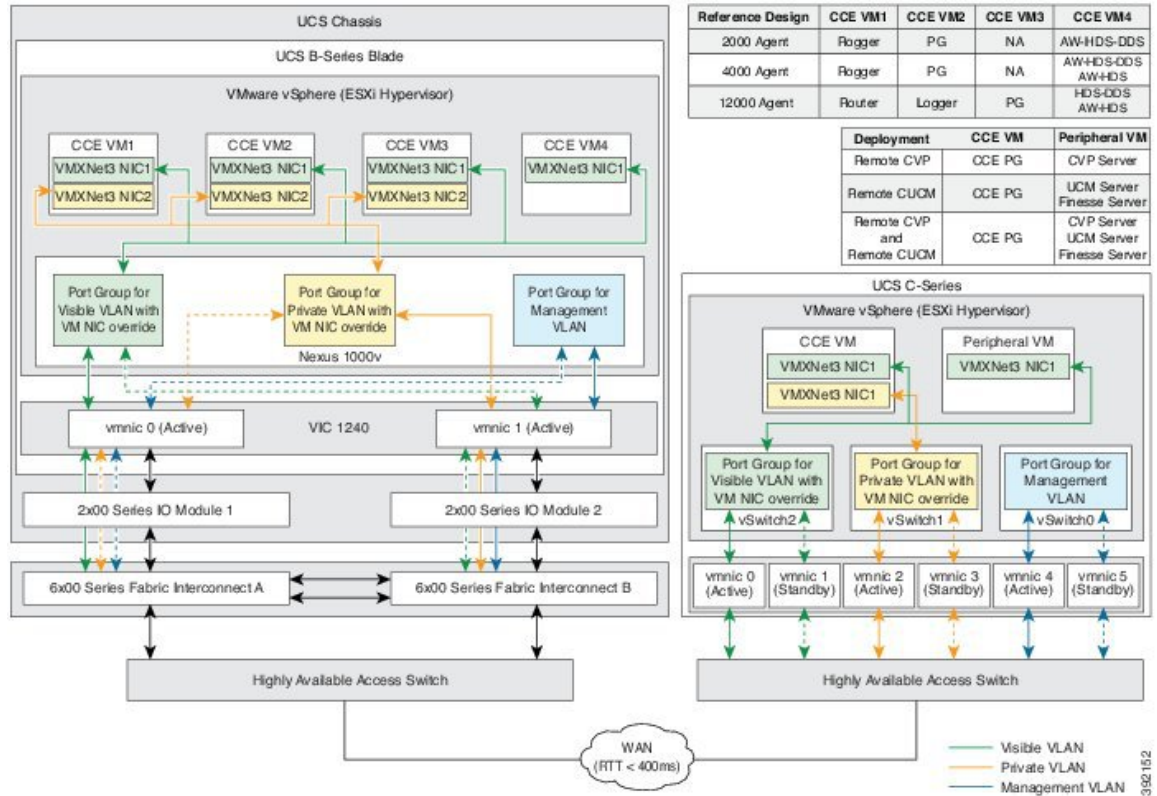 UCS Chassis
UCS B-Series Blade
VMware vSphere (ESXi Hypervisor)
CCE VM1
VMXNet3 NIC1
VMXNet3 NIC2
CCE VM2
VMXNet3 NIC1
VMXNet3 NIC2
CCE VM3
VMXNet3 NIC1
VMXNet3 NIC2
CCE VM4
VMXNet3 NIC1
Port Group for
Visible VLAN with
VM NIC override
Port Group for
Private VLAN with
VM NIC override
Port Group for
Management
VLAN
Nexus 1000v
vmnic 0 (Active)
VIC 1240
vmnic 1 (Active)
2x00 Series IO Module 1
2x00 Series IO Module 2
6x00 Series Fabric Interconnect A
6x00 Series Fabric Interconnect B
Highly Available Access Switch
Reference Design CCE VM1 CCE VM2 CCE VM3 CCE VM4
2000 Agent Rogger PG NA AW-HDS-DDS
4000 Agent Rogger PG NA AW-HDS-DDS
AW-HDS
12000 Agent Router Logger PG HDS-DDS
AW-HDS
Deployment CCE VM Peripheral VM
Remote CVP CCE PG CVP Server
Remote CUCM CCE PG UCM Server
Finesse Server
Remote CVP
and
Remote CUCM
CCE PG
CVP Server
UCM Server
Finesse Server
UCS C-Series
VMware vSphere (ESXi Hypervisor)
CCE VM
VMXNet3 NIC1
VMXNet3 NIC1
Peripheral VM
VMXNet3 NIC1
Port Group for
Visible VLAN with
VM NIC override
vSwitch2
Port Group for
Private VLAN with
VM NIC override
vSwitch1
Port Group for
Management
VLAN
vSwitch0
vmnic 0
(Active)
vmnic 1
(Standby)
vmnic 2
(Active)
vmnic 3
(Standby)
vmnic 4
(Active)
vmnic 5
(Standby)
Highly Available Access Switch
WAN
(RTT < 400ms)
Visible VLAN
Private VLAN
Management VLAN
392152